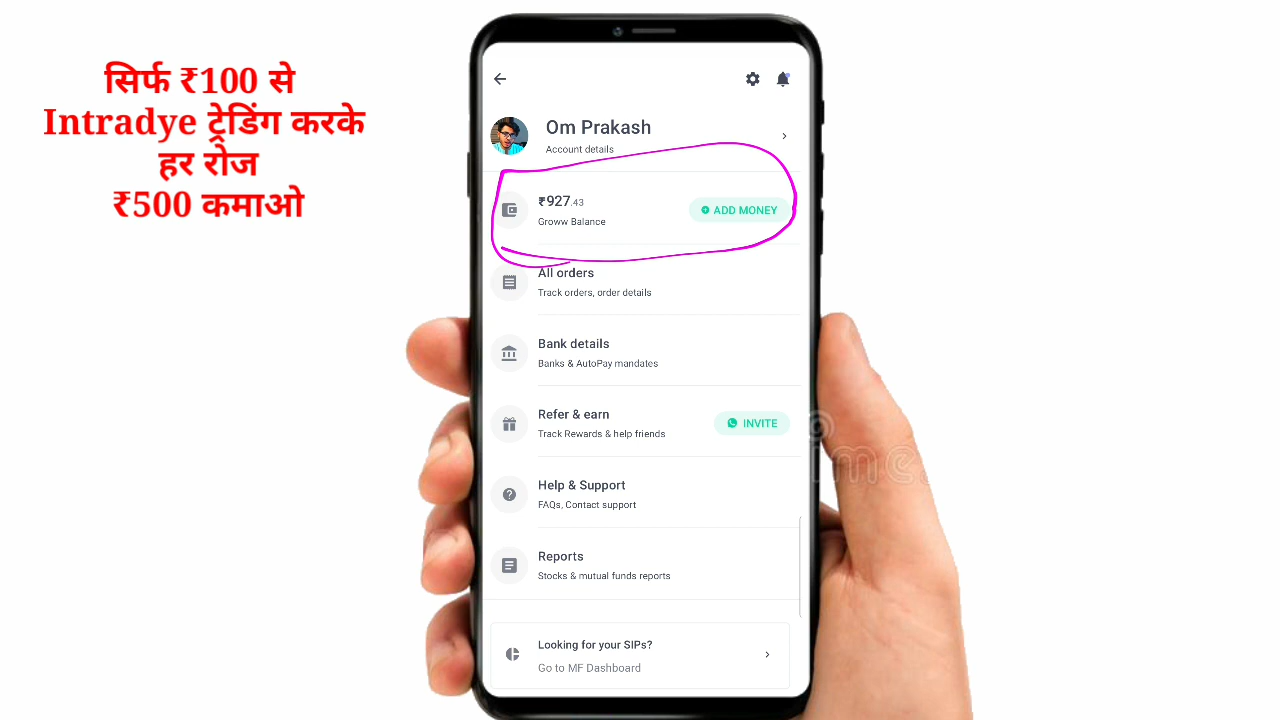 सिर्फ ₹100 से
Intradye ट्रेडिंग करके
हर रोज
₹500 कमाओ
Om Prakash
Account details
₹927.43
Groww Balance
ADD MONEY
All orders
Track orders, order details
Bank details
Banks & AutoPay mandates
Refer & earn
Track Rewards & help friends
INVITE
Help & Support
FAQs, Contact support
Reports
Stocks & mutual funds reports
Looking for your SIPs?
Go to MF Dashboard